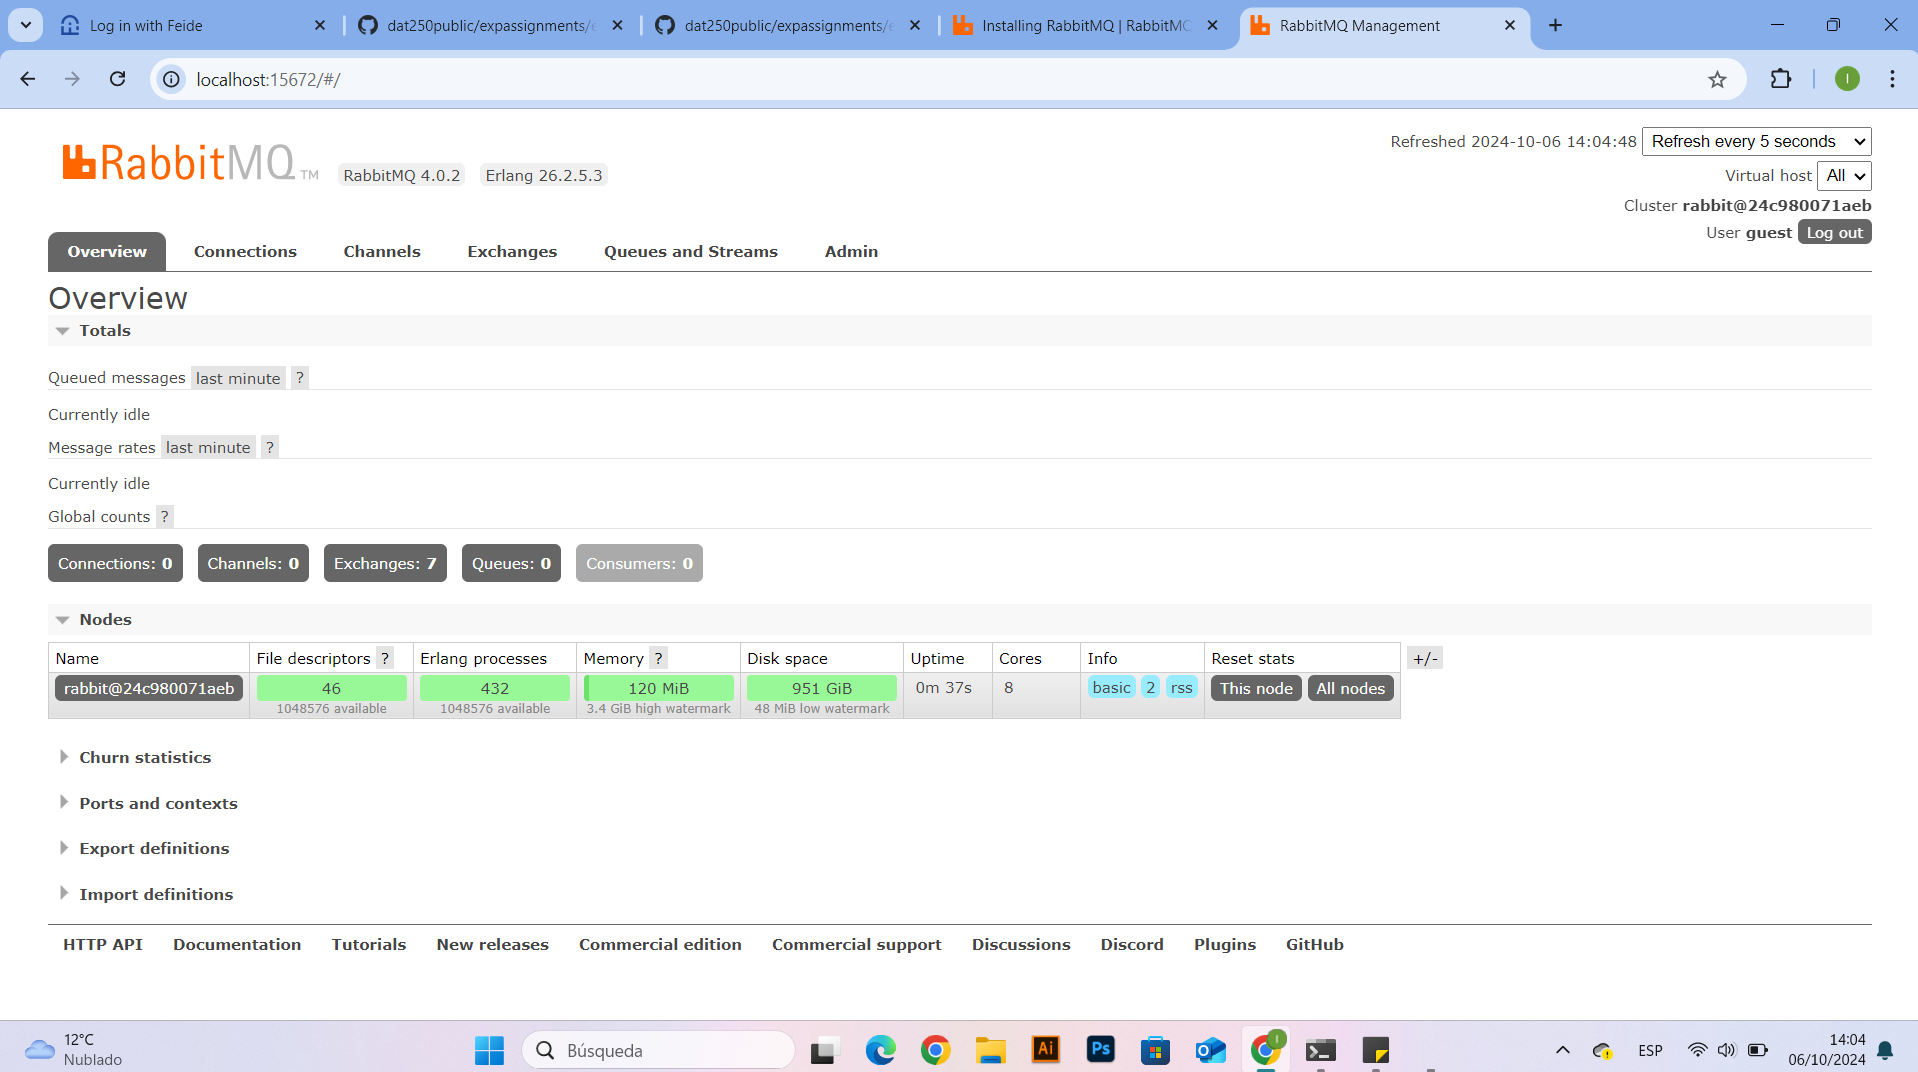 Log in with Feide
dat250public/expassignments/e
dat250public/expassignments/e
Installing RabbitMQ | RabbitMQ
RabbitMQ Management
localhost:15672/#/
I
Refreshed 2024-10-06 14:04:48 Refresh every 5 seconds
RabbitMQ TM RabbitMQ 4.0.2 Erlang 26.2.5.3
Virtual host All
Cluster rabbit@24c980071aeb
User guest Log out
Overview Connections Channels Exchanges Queues and Streams Admin
Overview
Totals
Queued messages last minute ?
Currently idle
Message rates last minute ?
Currently idle
Global counts ?
Connections: 0 Channels: 0 Exchanges: 7 Queues: 0 Consumers: 0
Nodes
Name File descriptors ? Erlang processes Memory ? Disk space Uptime Cores Info Reset stats +/-
rabbit@24c980071aeb 46 432 120 MiB 951 GiB 0m 37s 8 basic 2 rss This node All nodes
1048576 available 1048576 available 3.4 GiB high watermark 48 MiB low watermark
Churn statistics
Ports and contexts
Export definitions
Import definitions
HTTP API Documentation Tutorials New releases Commercial edition Commercial support Discussions Discord Plugins GitHub
12°C
Nublado
Búsqueda
Ai
Ps
I
ESP
14:04
06/10/2024